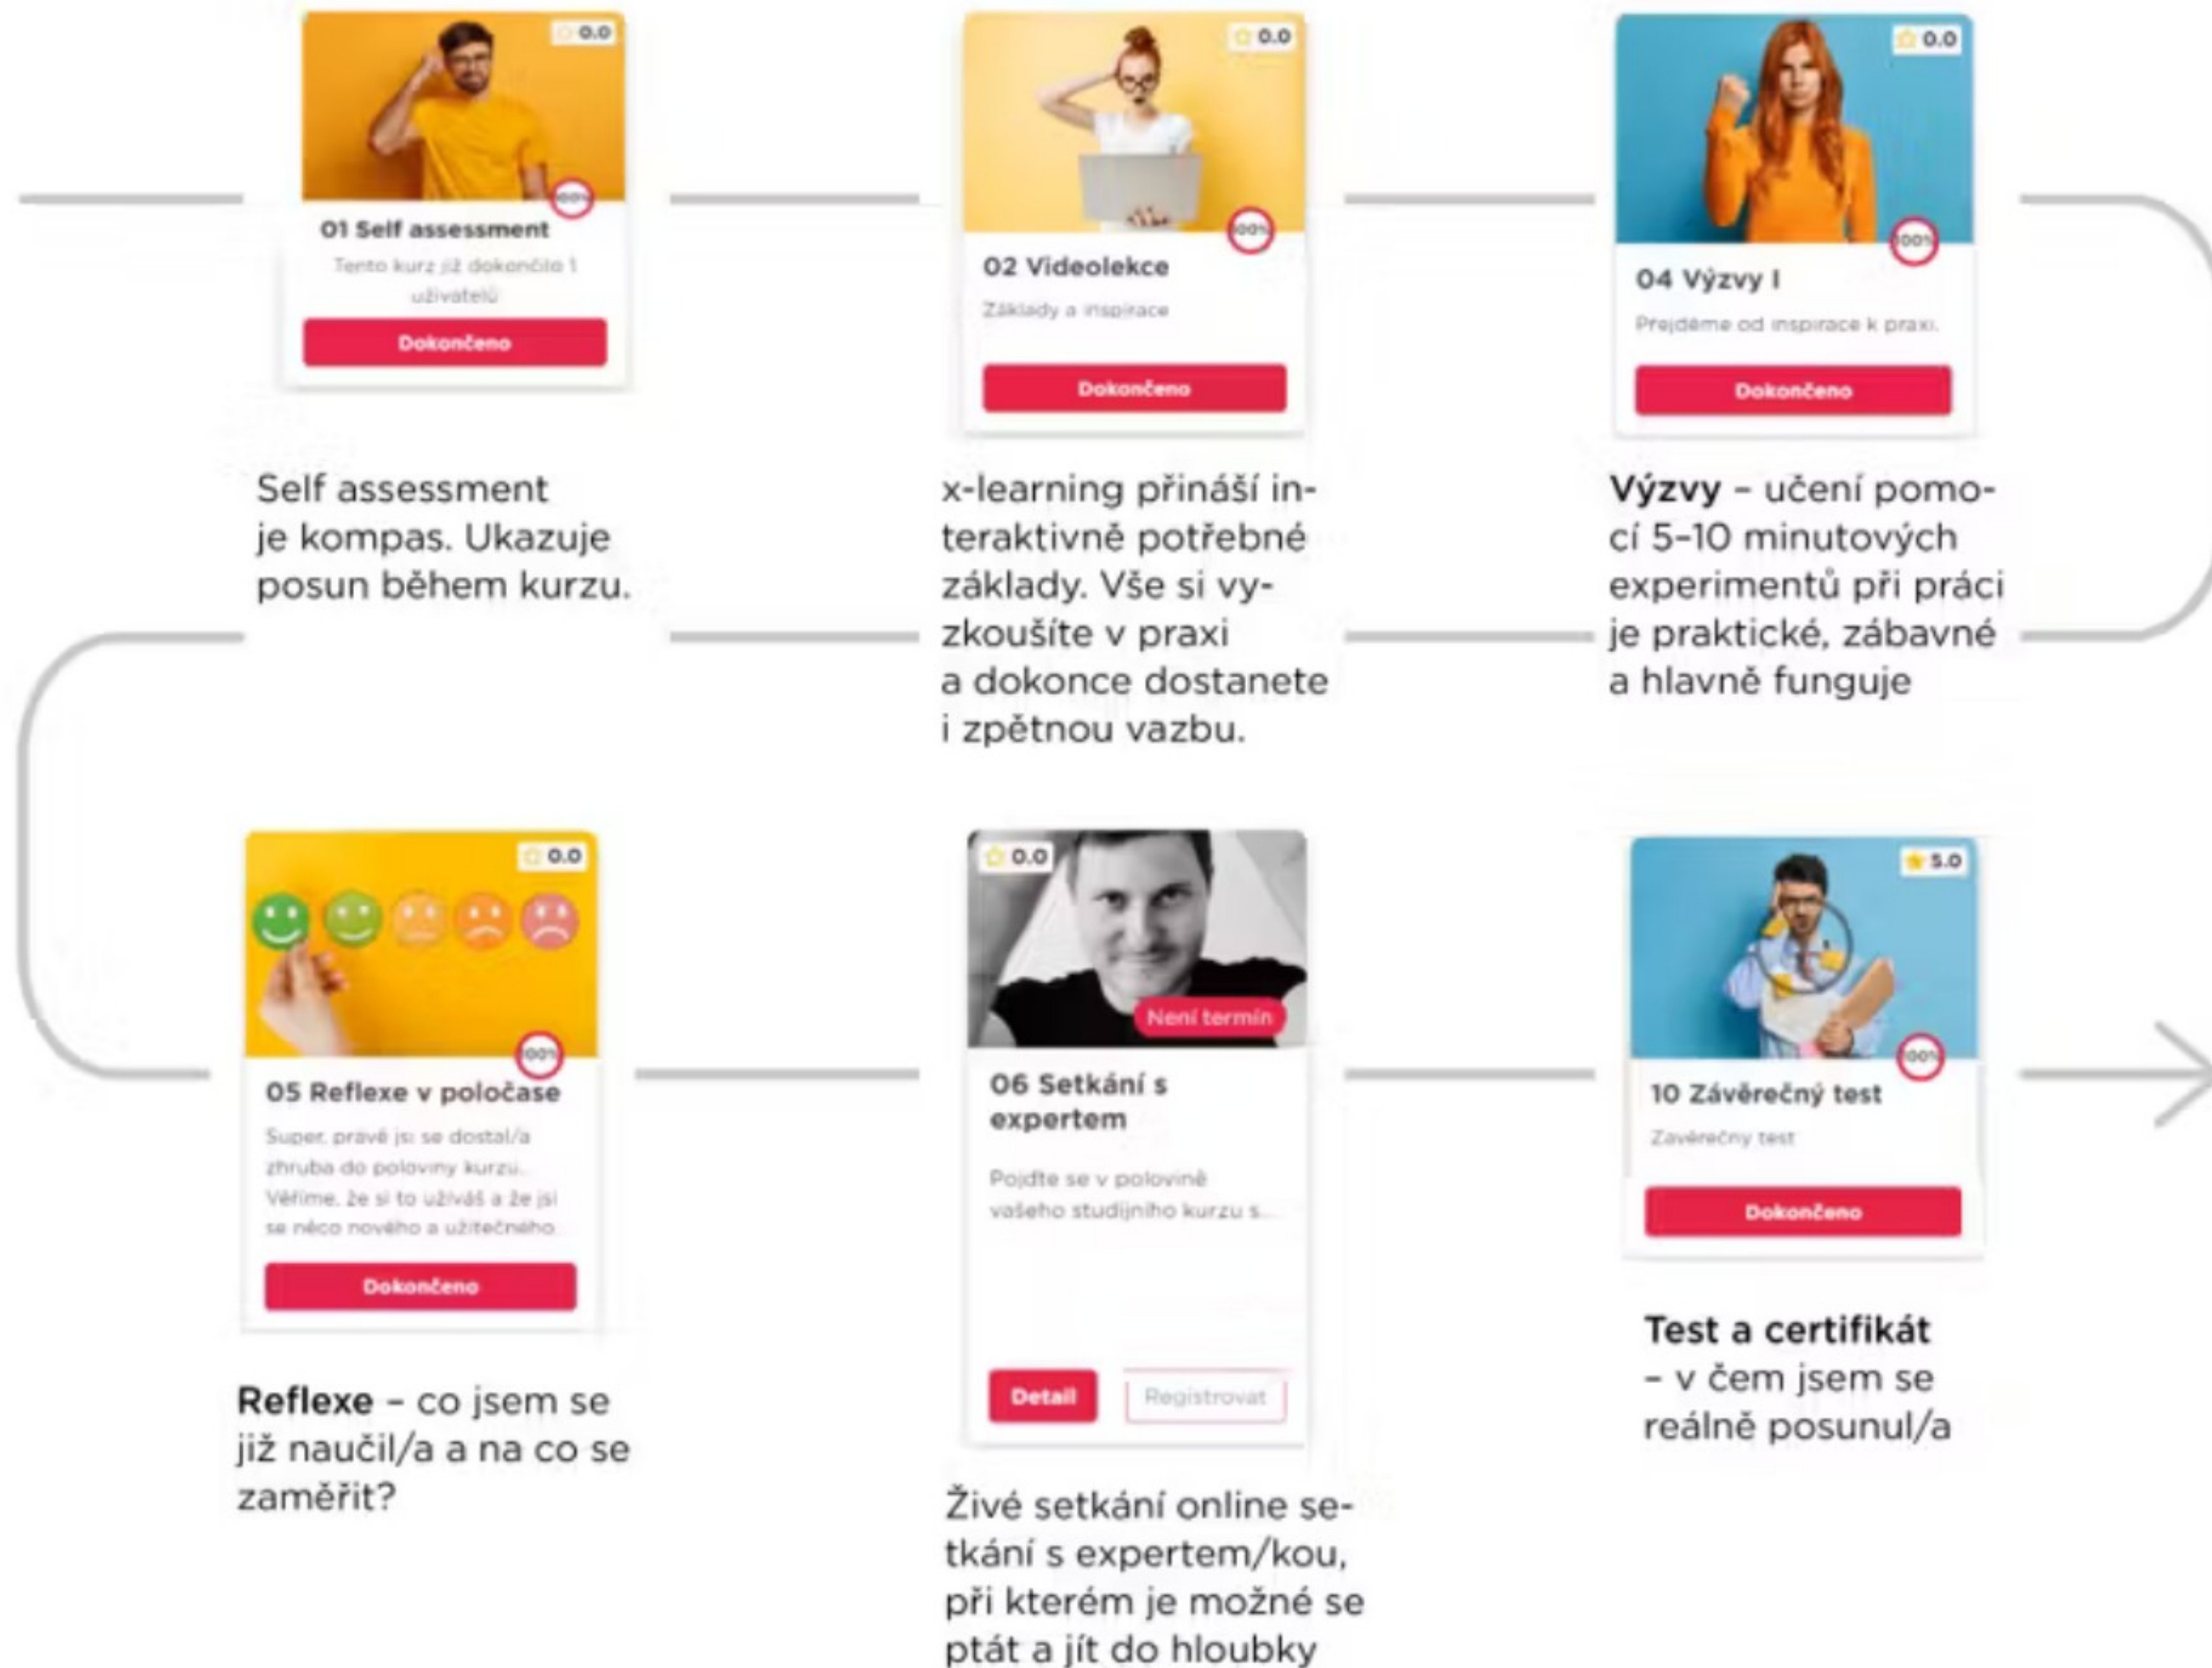 0.0
100%
01 Self assessment
Tento kurz již dokončilo 1
uživatelů
Dokončeno
Self assessment
je kompas. Ukazuje
posun během kurzu.
0.0
100%
02 Videolekce
Základy a inspirace
Dokončeno
x-learning přináší in-
teraktivně potřebné
základy. Vše si vy-
zkoušíte v praxi
a dokonce dostanete
i zpětnou vazbu.
0.0
100%
04 Výzvy I
Prejděme od inspirace k praxi.
Dokončeno
Výzvy – učení pomo-
cí 5–10 minutových
experimentů při práci
je praktické, zábavné
a hlavně funguje
0.0
100%
05 Reflexe v poločase
Super, právě jsi se dostal/a
zhruba do poloviny kurzu.
Věříme, že si to užíváš a že jsi
se něco nového a užitečného
Dokončeno
Reflexe – co jsem se
již naučil/a a na co se
zaměřit?
0.0
Není termín
06 Setkání s
expertem
Pojďte se v polovině
vašeho studijního kurzu s...
Detail
Registrovat
Živé setkání online se-
tkání s expertem/kou,
při kterém je možné se
ptát a jít do hloubky
5.0
100%
10 Závěrečný test
Zavěrečny test
Dokončeno
Test a certifikát
– v čem jsem se
reálně posunul/a